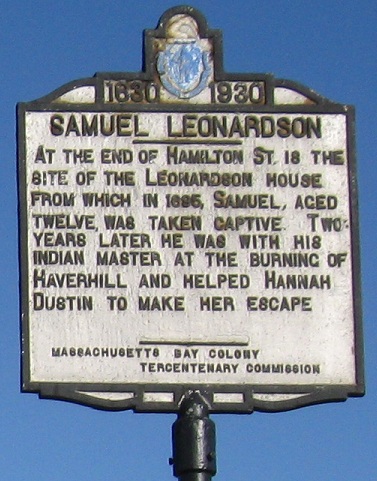 1630 1930
SAMUEL LEONARDSON
AT THE END OF HAMILTON ST. IS THE
SITE OF THE LEONARDSON HOUSE
FROM WHICH IN 1695, SAMUEL, AGED
TWELVE, WAS TAKEN CAPTIVE. TWO
YEARS LATER HE WAS WITH HIS
INDIAN MASTER AT THE BURNING OF
HAVERHILL AND HELPED HANNAH
DUSTIN TO MAKE HER ESCAPE
MASSACHUSETTS BAY COLONY
TERCENTENARY COMMISSION